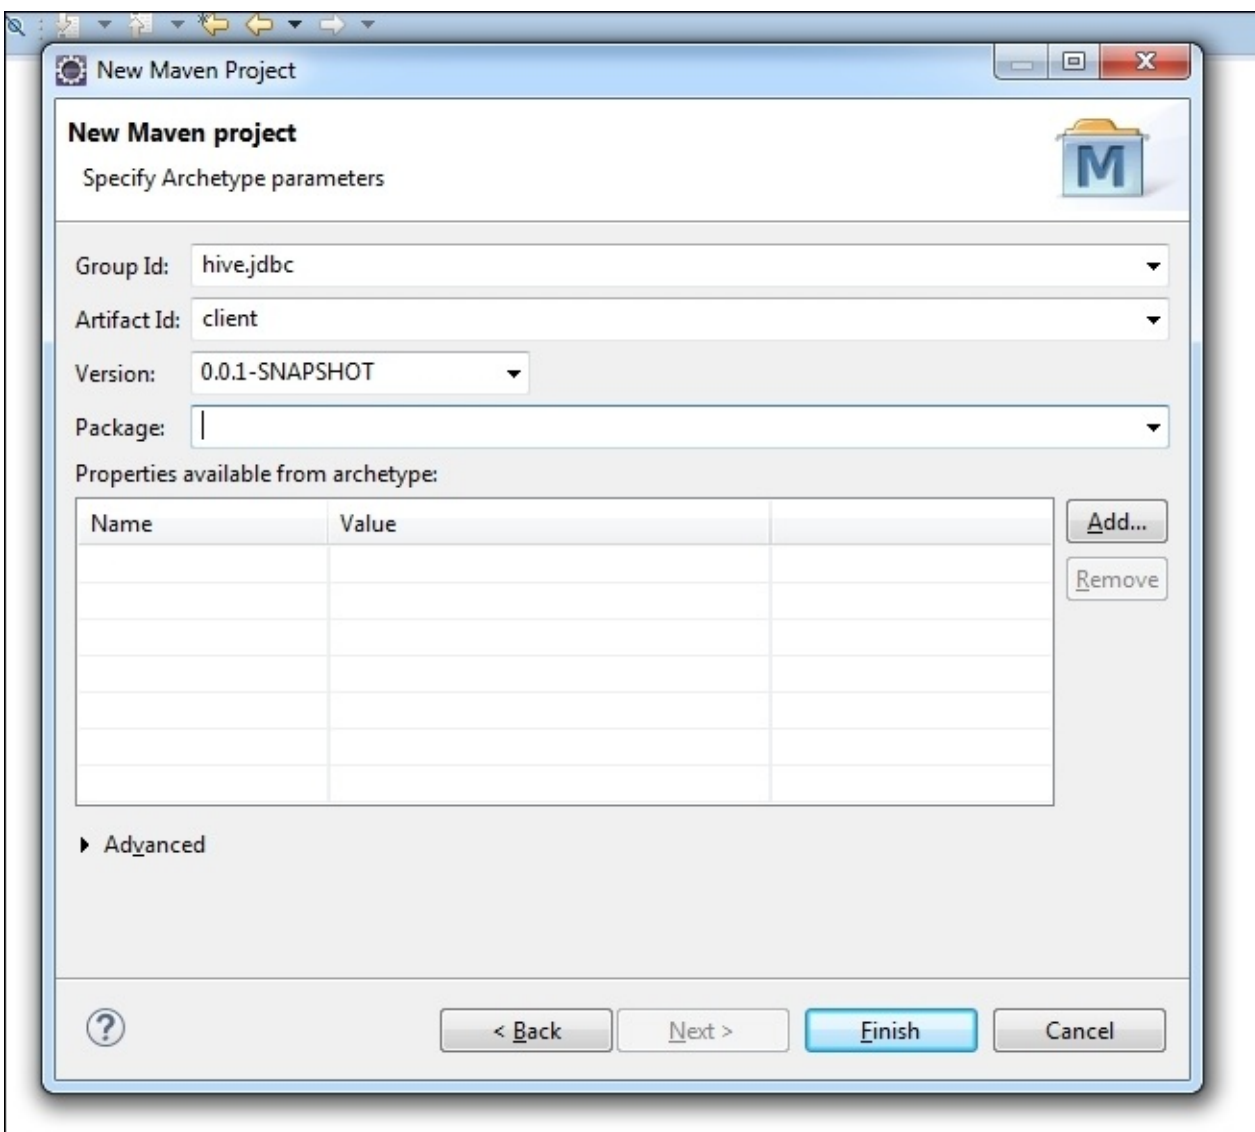 New Maven Project
New Maven project
M
Specify Archetype parameters
Group Id: hive.jdbc
Artifact Id: client
Version: 0.0.1-SNAPSHOT
Package:
Properties available from archetype:
Name Value
Add...
Remove
Advanced
? < Back Next > Finish Cancel